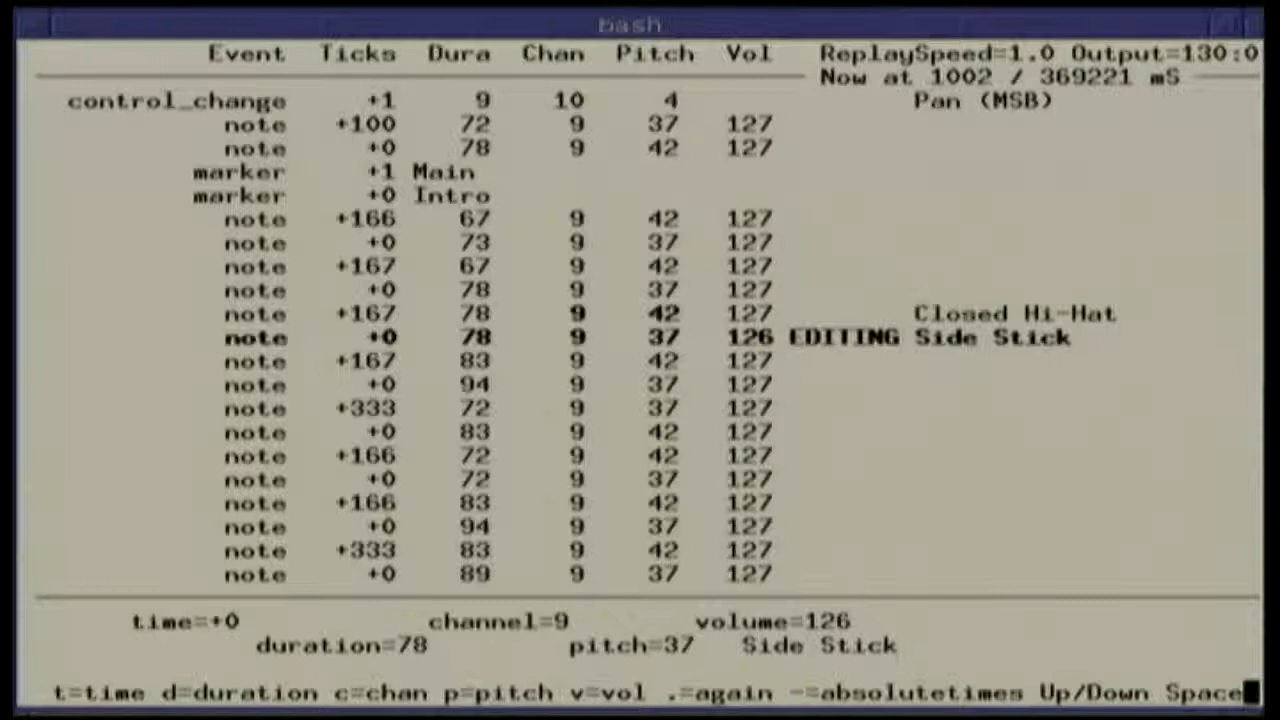 bash
Event Ticks Dura Chan Pitch Vol ReplaySpeed=1.0 Output=130:0
Now at 1002 / 369221 mS
control_change +1 9 10 4 Pan (MSB)
note +100 72 9 37 127
note +0 78 9 42 127
marker +1 Main
marker +0 Intro
note +166 67 9 42 127
note +0 73 9 37 127
note +167 67 9 42 127
note +0 78 9 37 127
note +167 78 9 42 127 Closed Hi-Hat
note +0 78 9 37 126 EDITING Side Stick
note +167 83 9 42 127
note +0 94 9 37 127
note +333 72 9 37 127
note +0 83 9 42 127
note +166 72 9 42 127
note +0 72 9 37 127
note +166 83 9 42 127
note +0 94 9 37 127
note +333 83 9 42 127
note +0 89 9 37 127
time=+0 channel=9 volume=126
duration=78 pitch=37 Side Stick
t=time d=duration c=chan p=pitch v=vol .=again -=absolutetimes Up/Down Space